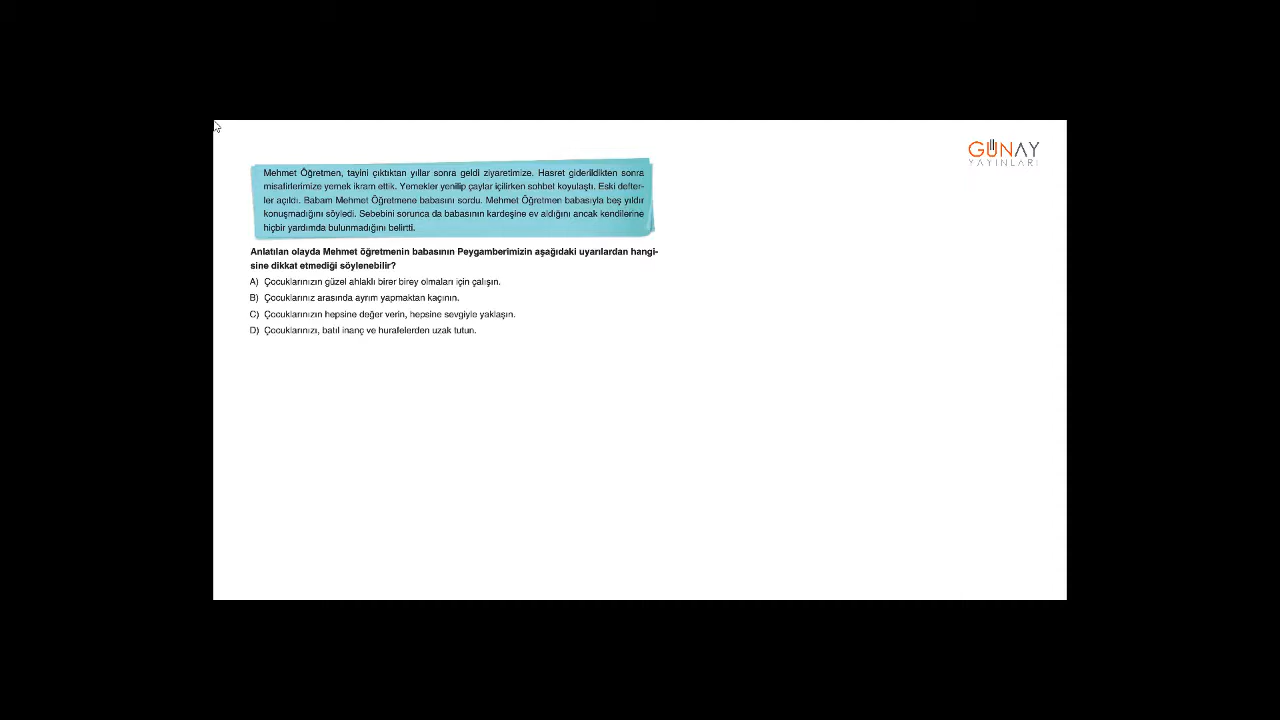 GÜNAY
YAYINLARI
Mehmet Öğretmen, tayini çıktıktan yıllar sonra geldi ziyaretimize. Hasret giderildikten sonra
misafirlerimize yemek ikram ettik. Yemekler yenilip çaylar içilirken sohbet koyulaştı. Eski defter-
ler açıldı. Babam Mehmet Öğretmene babasını sordu. Mehmet Öğretmen babasıyla beş yıldır
konuşmadığını söyledi. Sebebini sorunca da babasının kardeşine ev aldığını ancak kendilerine
hiçbir yardımda bulunmadığını belirtti.
Anlatılan olayda Mehmet öğretmenin babasının Peygamberimizin aşağıdaki uyarılardan hangi-
sine dikkat etmediği söylenebilir?
A) Çocuklarınızın güzel ahlaklı birer birey olmaları için çalışın.
B) Çocuklarınız arasında ayrım yapmaktan kaçının.
C) Çocuklarınızın hepsine değer verin, hepsine sevgiyle yaklaşın.
D) Çocuklarınızı, batıl inanç ve hurafelerden uzak tutun.